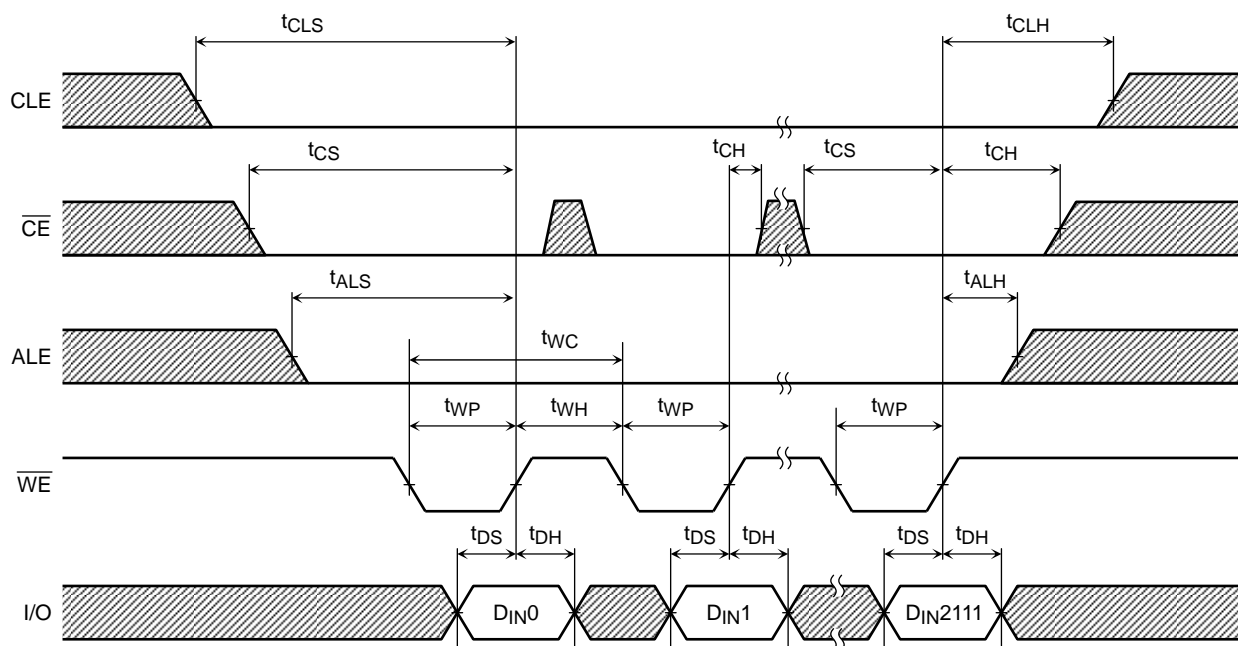 tCLS
tCLH
CLE
tCS
tCH
tCS
tCH
CE
tALS
tALH
tWC
ALE
tWP
tWH
tWP
tWP
WE
tDS
tDH
tDS
tDH
tDS
tDH
I/O
DIN0
DIN1
DIN2111